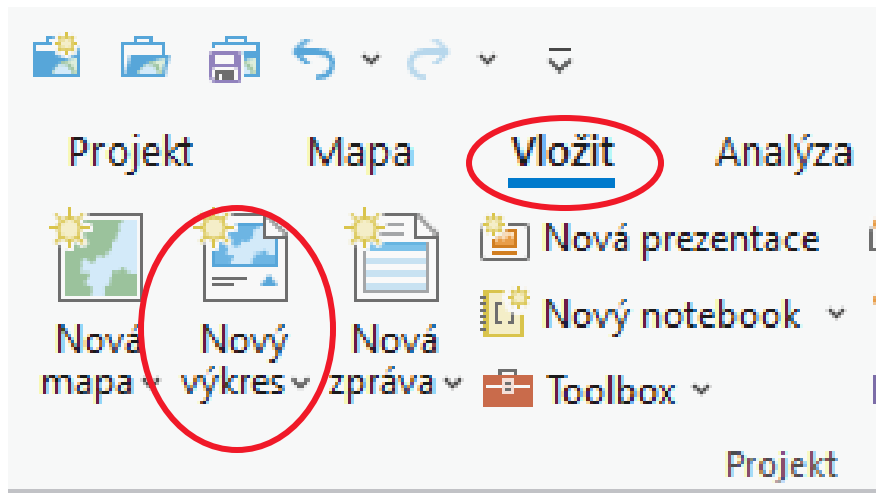 Projekt Mapa Vložit Analýza
Nová mapa
Nový výkres
Nová zpráva
Nová prezentace
Nový notebook
Toolbox
Projekt